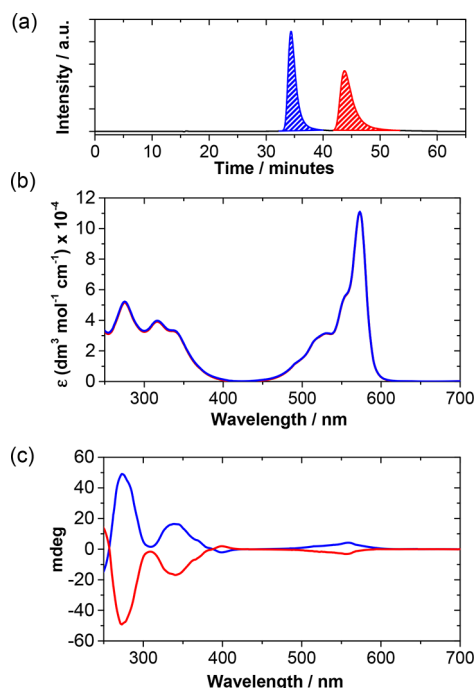 (a)
Intensity / a.u.
0 10 20 30 40 50 60
Time / minutes
(b)
ε (dm³ mol⁻¹ cm⁻¹) x 10⁻⁴
12
10
8
6
4
2
0
300 400 500 600 700
Wavelength / nm
(c)
mdeg
60
40
20
0
-20
-40
-60
300 400 500 600 700
Wavelength / nm